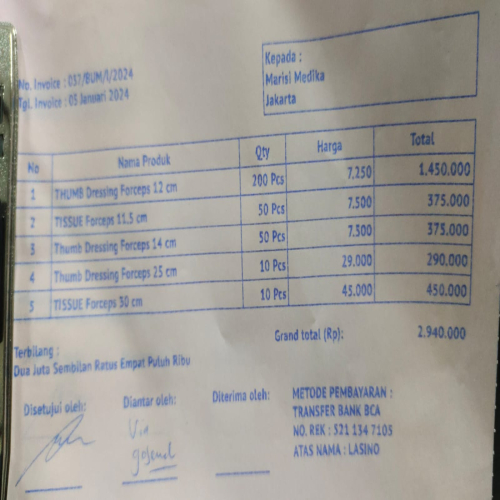 No. Invoice : 037/BUM/I/2024
Tgl. Invoice : 05 Januari 2024
Kepada :
Marisi Medika
Jakarta
No Nama Produk Qty Harga Total
1 THUMB Dressing Forceps 12 cm 200 Pcs 7.250 1.450.000
2 TISSUE Forceps 11.5 cm 50 Pcs 7.500 375.000
3 Thumb Dressing Forceps 14 cm 50 Pcs 7.500 375.000
4 Thumb Dressing Forceps 25 cm 10 Pcs 29.000 290.000
5 TISSUE Forceps 30 cm 10 Pcs 45.000 450.000
Grand total (Rp): 2.940.000
Terbilang :
Dua Juta Sembilan Ratus Empat Puluh Ribu
Disetujui oleh: Diantar oleh: Diterima oleh:
Via
gosend
METODE PEMBAYARAN :
TRANSFER BANK BCA
NO. REK : 521 134 7105
ATAS NAMA : LASINO